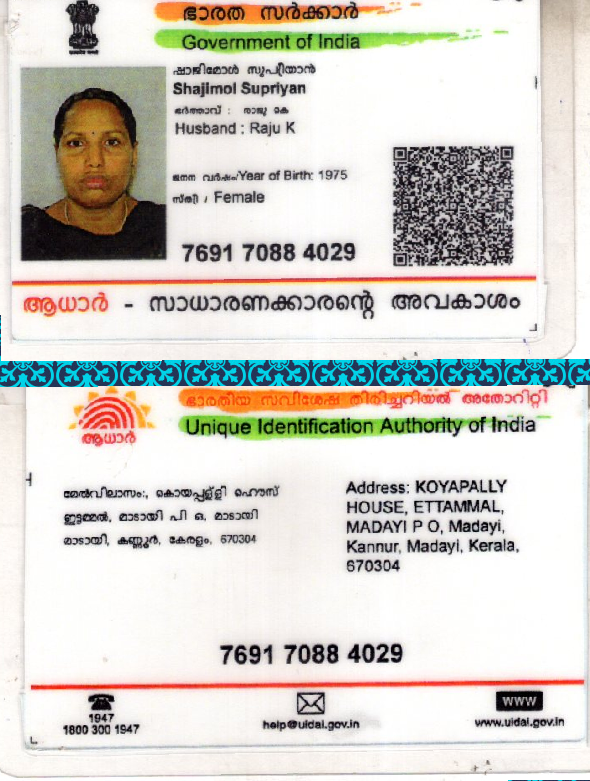 ഭാരത സർക്കാർ
Government of India
ഷാജിമോൾ സുപ്രിയാൻ
Shajimol Supriyan
ഭർത്താവ് : രാജു കെ
Husband : Raju K
ജനന വർഷം/Year of Birth: 1975
സ്ത്രീ / Female
7691 7088 4029
ആധാർ - സാധാരണക്കാരന്റെ അവകാശം
ഭാരതീയ സവിശേഷ തിരിച്ചറിയൽ അതോറിറ്റി
ആധാർ
Unique Identification Authority of India
മേൽവിലാസം:, കൊയപ്പള്ളി ഹൌസ്
ഇട്ടമ്മൽ, മാടായി പി ഒ, മാടായി
മാടായി, കണ്ണൂർ, കേരളം, 670304
Address: KOYAPALLY
HOUSE, ETTAMMAL,
MADAYI P O, Madayi,
Kannur, Madayi, Kerala,
670304
7691 7088 4029
1947
1800 300 1947
help@uidai.gov.in
WWW
www.uidai.gov.in